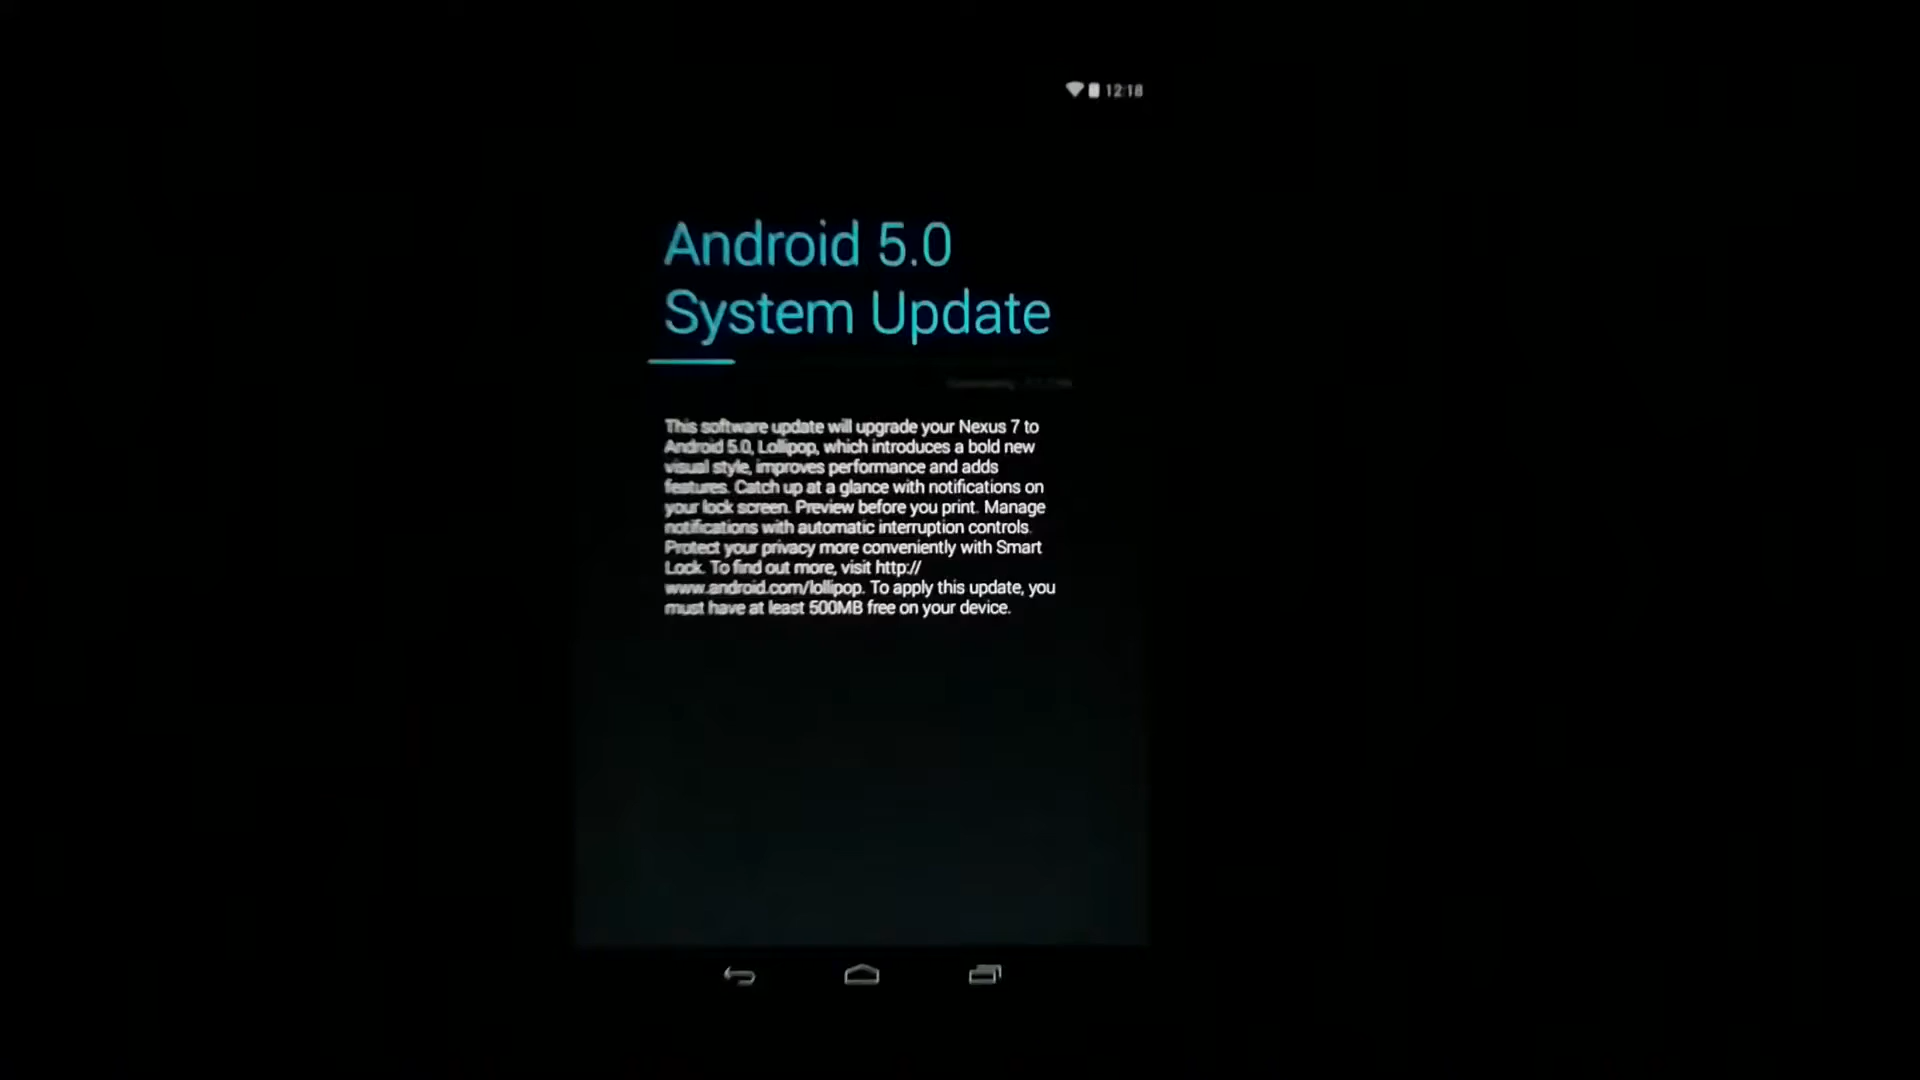 12:18
Android 5.0
System Update
This software update will upgrade your Nexus 7 to
Android 5.0, Lollipop, which introduces a bold new
visual style, improves performance and adds
features. Catch up at a glance with notifications on
your lock screen. Preview before you print. Manage
notifications with automatic interruption controls.
Protect your privacy more conveniently with Smart
Lock. To find out more, visit http://
www.android.com/lollipop. To apply this update, you
must have at least 500MB free on your device.